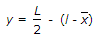 y = L/2 - (l - x̄)